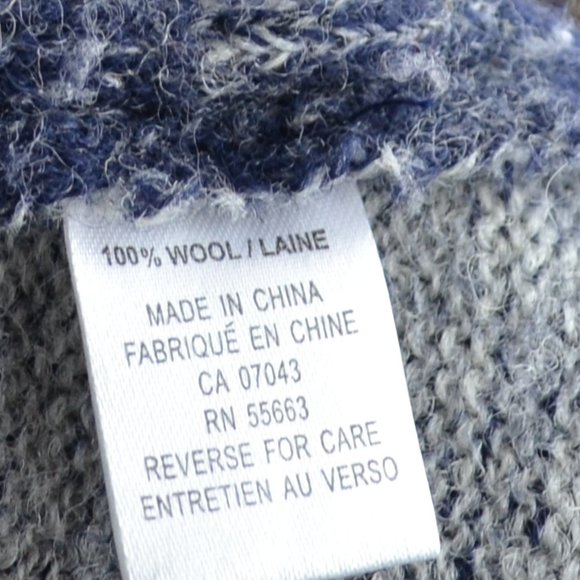 100% WOOL / LAINE
MADE IN CHINA
FABRIQUÉ EN CHINE
CA 07043
RN 55663
REVERSE FOR CARE
ENTRETIEN AU VERSO